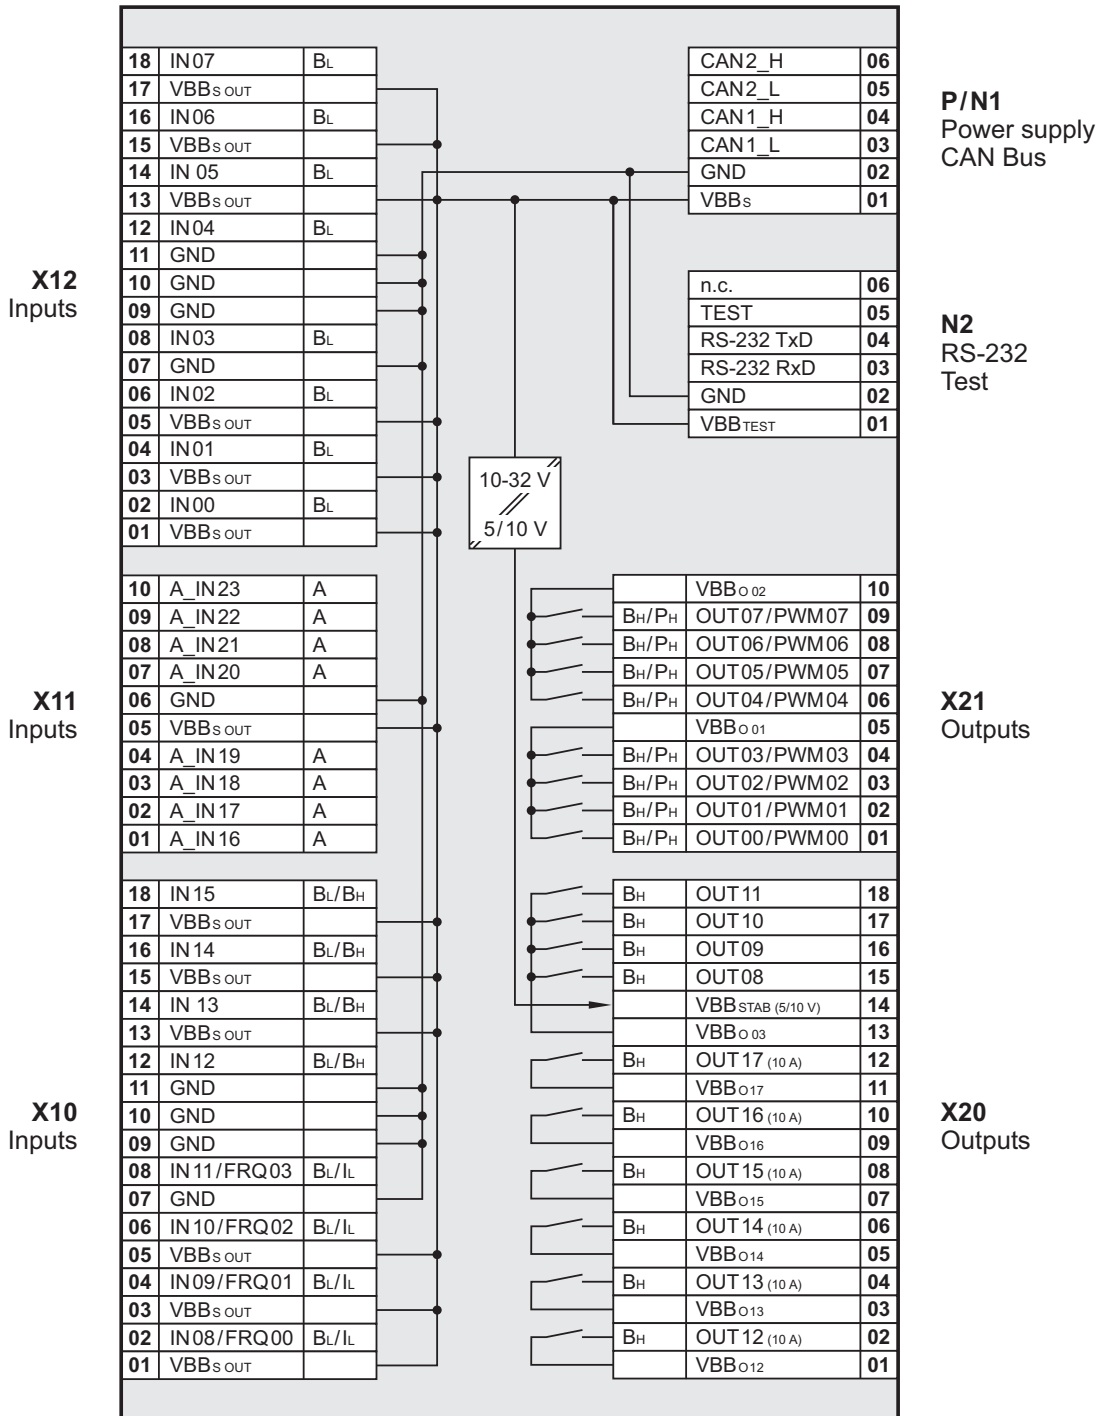 X12
Inputs
18 IN07 BL
17 VBBS OUT
16 IN06 BL
15 VBBS OUT
14 IN 05 BL
13 VBBS OUT
12 IN04 BL
11 GND
10 GND
09 GND
08 IN03 BL
07 GND
06 IN02 BL
05 VBBS OUT
04 IN01 BL
03 VBBS OUT
02 IN00 BL
01 VBBS OUT
X11
Inputs
10 A_IN23 A
09 A_IN22 A
08 A_IN21 A
07 A_IN20 A
06 GND
05 VBBS OUT
04 A_IN19 A
03 A_IN18 A
02 A_IN17 A
01 A_IN16 A
X10
Inputs
18 IN15 BL/BH
17 VBBS OUT
16 IN14 BL/BH
15 VBBS OUT
14 IN 13 BL/BH
13 VBBS OUT
12 IN12 BL/BH
11 GND
10 GND
09 GND
08 IN11/FRQ03 BL/IL
07 GND
06 IN10/FRQ02 BL/IL
05 VBBS OUT
04 IN09/FRQ01 BL/IL
03 VBBS OUT
02 IN08/FRQ00 BL/IL
01 VBBS OUT
10-32 V
5/10 V
CAN2_H 06
CAN2_L 05
CAN1_H 04
CAN1_L 03
GND 02
VBBS 01
P/N1
Power supply
CAN Bus
n.c. 06
TEST 05
RS-232 TxD 04
RS-232 RxD 03
GND 02
VBBTEST 01
N2
RS-232
Test
VBBO 02 10
BH/PH OUT07/PWM07 09
BH/PH OUT06/PWM06 08
BH/PH OUT05/PWM05 07
BH/PH OUT04/PWM04 06
VBBO 01 05
BH/PH OUT03/PWM03 04
BH/PH OUT02/PWM02 03
BH/PH OUT01/PWM01 02
BH/PH OUT00/PWM00 01
X21
Outputs
BH OUT11 18
BH OUT10 17
BH OUT09 16
BH OUT08 15
VBBSTAB (5/10 V) 14
VBBO 03 13
BH OUT17 (10 A) 12
VBBO17 11
BH OUT16 (10 A) 10
VBBO16 09
BH OUT15 (10 A) 08
VBBO15 07
BH OUT14 (10 A) 06
VBBO14 05
BH OUT13 (10 A) 04
VBBO13 03
BH OUT12 (10 A) 02
VBBO12 01
X20
Outputs